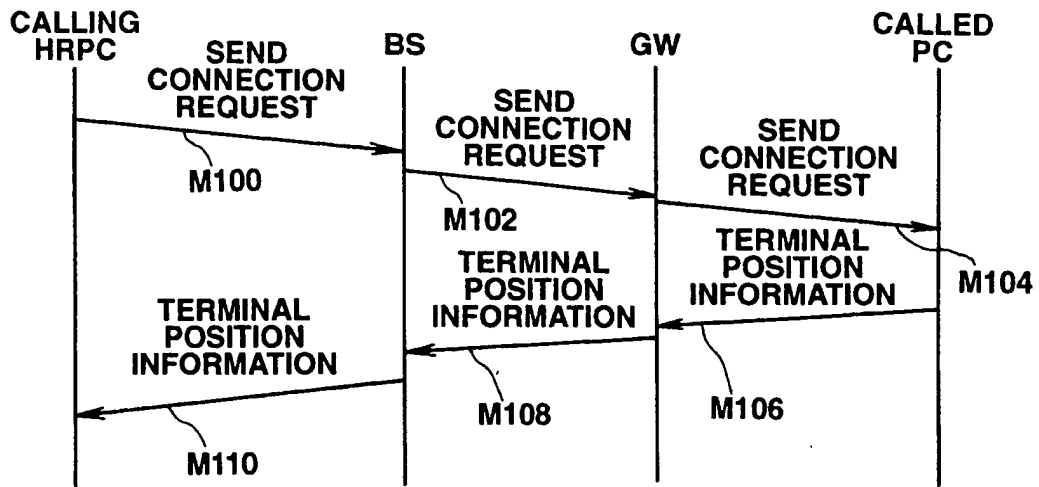 CALLING
HRPC
BS
GW
CALLED
PC
SEND
CONNECTION
REQUEST
M100
SEND
CONNECTION
REQUEST
M102
SEND
CONNECTION
REQUEST
M104
TERMINAL
POSITION
INFORMATION
M106
TERMINAL
POSITION
INFORMATION
M108
TERMINAL
POSITION
INFORMATION
M110